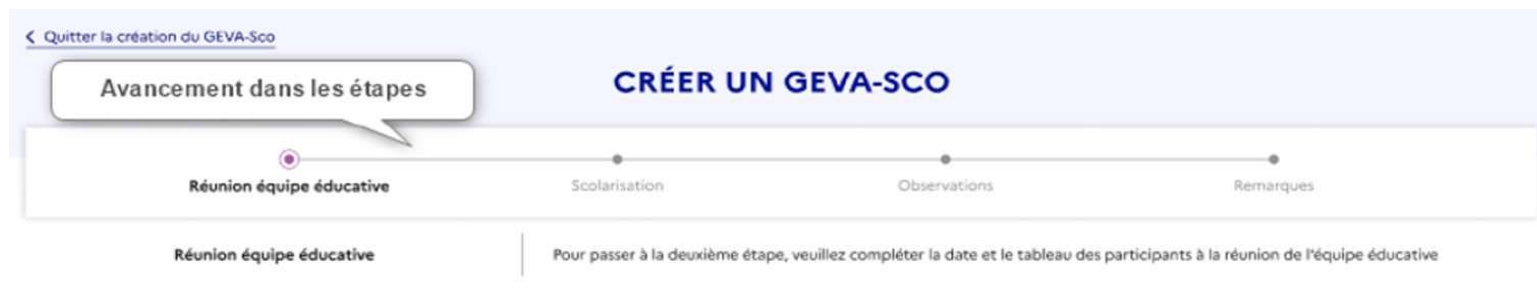 Quitter la création du GEVA-Sco
Avancement dans les étapes
CRÉER UN GEVA-SCO
Réunion équipe éducative
Scolarisation
Observations
Remarques
Réunion équipe éducative
Pour passer à la deuxième étape, veuillez compléter la date et le tableau des participants à la réunion de l'équipe éducative